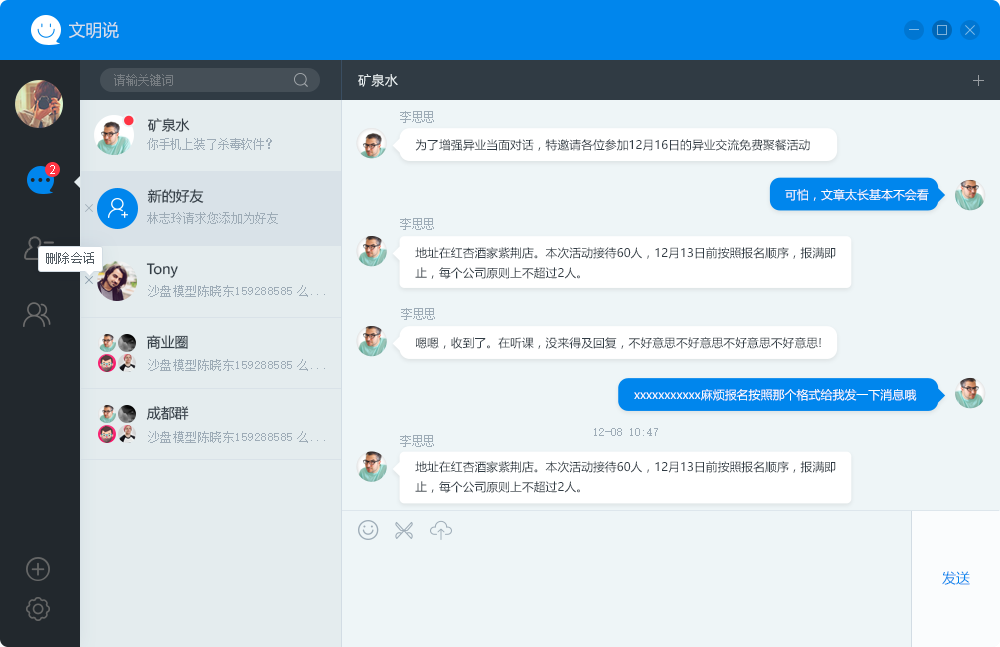 文明说
请输关键词
矿泉水
矿泉水
你手机上装了杀毒软件?
2
新的好友
林志玲请求您添加为好友
删除会话
Tony
沙盘模型陈晓东159288585 么...
商业圈
沙盘模型陈晓东159288585 么...
成都群
沙盘模型陈晓东159288585 么...
李思思
为了增强异业当面对话，特邀请各位参加12月16日的异业交流免费聚餐活动
可怕，文章太长基本不会看
李思思
地址在红杏酒家紫荆店。本次活动接待60人，12月13日前按照报名顺序，报满即
止，每个公司原则上不超过2人。
李思思
嗯嗯，收到了。在听课，没来得及回复，不好意思不好意思不好意思不好意思!
xxxxxxxxxxx麻烦报名按照那个格式给我发一下消息哦
12-08 10:47
李思思
地址在红杏酒家紫荆店。本次活动接待60人，12月13日前按照报名顺序，报满即
止，每个公司原则上不超过2人。
发送